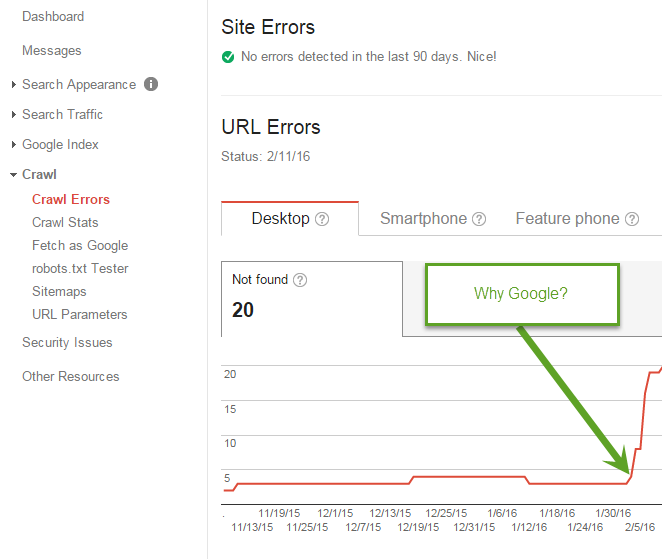 Dashboard
Messages
Search Appearance
Search Traffic
Google Index
Crawl
Crawl Errors
Crawl Stats
Fetch as Google
robots.txt Tester
Sitemaps
URL Parameters
Security Issues
Other Resources
Site Errors
No errors detected in the last 90 days. Nice!
URL Errors
Status: 2/11/16
Desktop ? Smartphone ? Feature phone ?
Not found ?
20
Why Google?
20
15
10
5
11/19/15 12/1/15 12/13/15 12/25/15 1/6/16 1/18/16 1/30/16
11/13/15 11/25/15 12/7/15 12/19/15 12/31/15 1/12/16 1/24/16 2/5/16